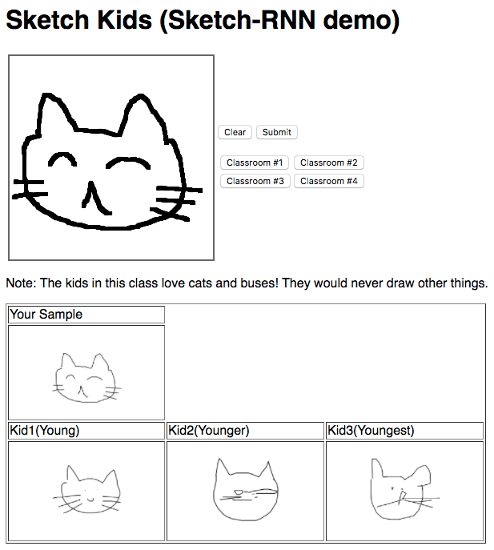 Sketch Kids (Sketch-RNN demo)
Clear Submit
Classroom #1 Classroom #2
Classroom #3 Classroom #4
Note: The kids in this class love cats and buses! They would never draw other things.
Your Sample
Kid1(Young) Kid2(Younger) Kid3(Youngest)